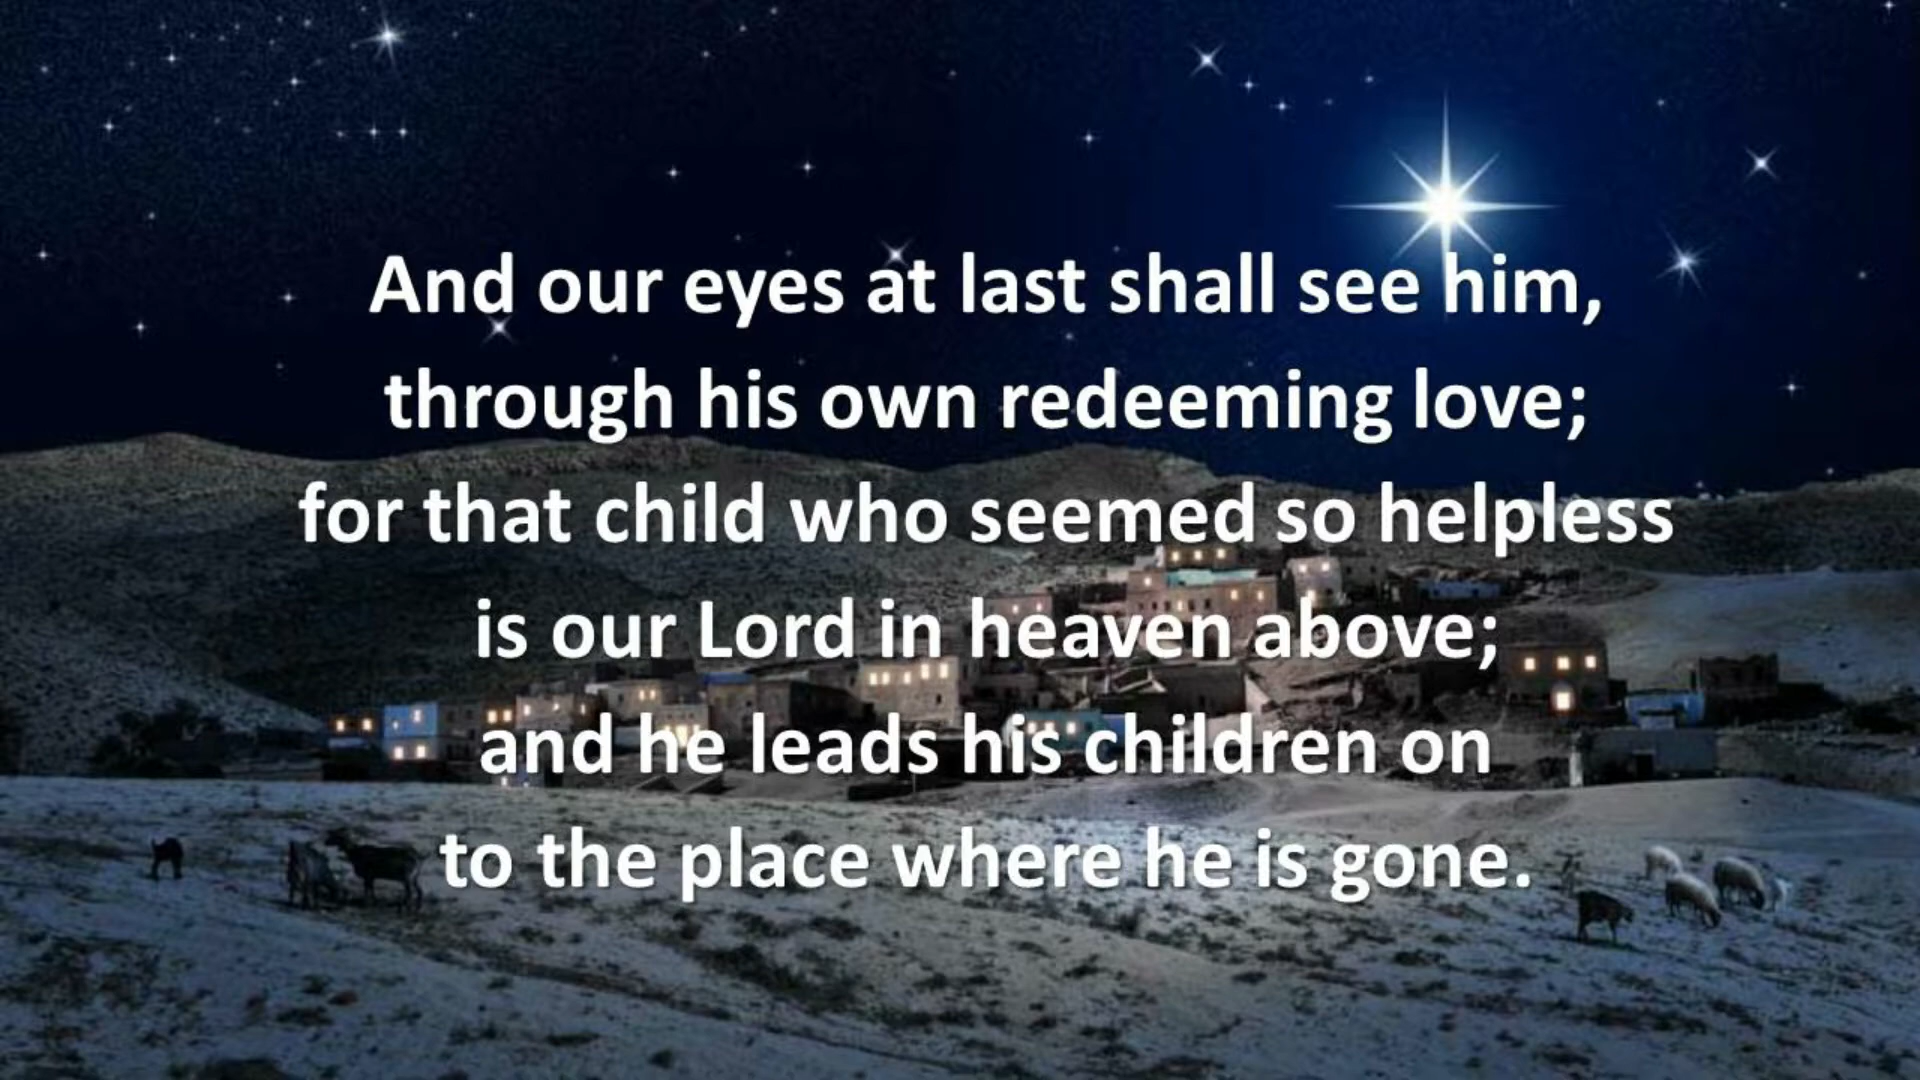 And our eyes at last shall see him,
through his own redeeming love;
for that child who seemed so helpless
is our Lord in heaven above;
and he leads his children on
to the place where he is gone.